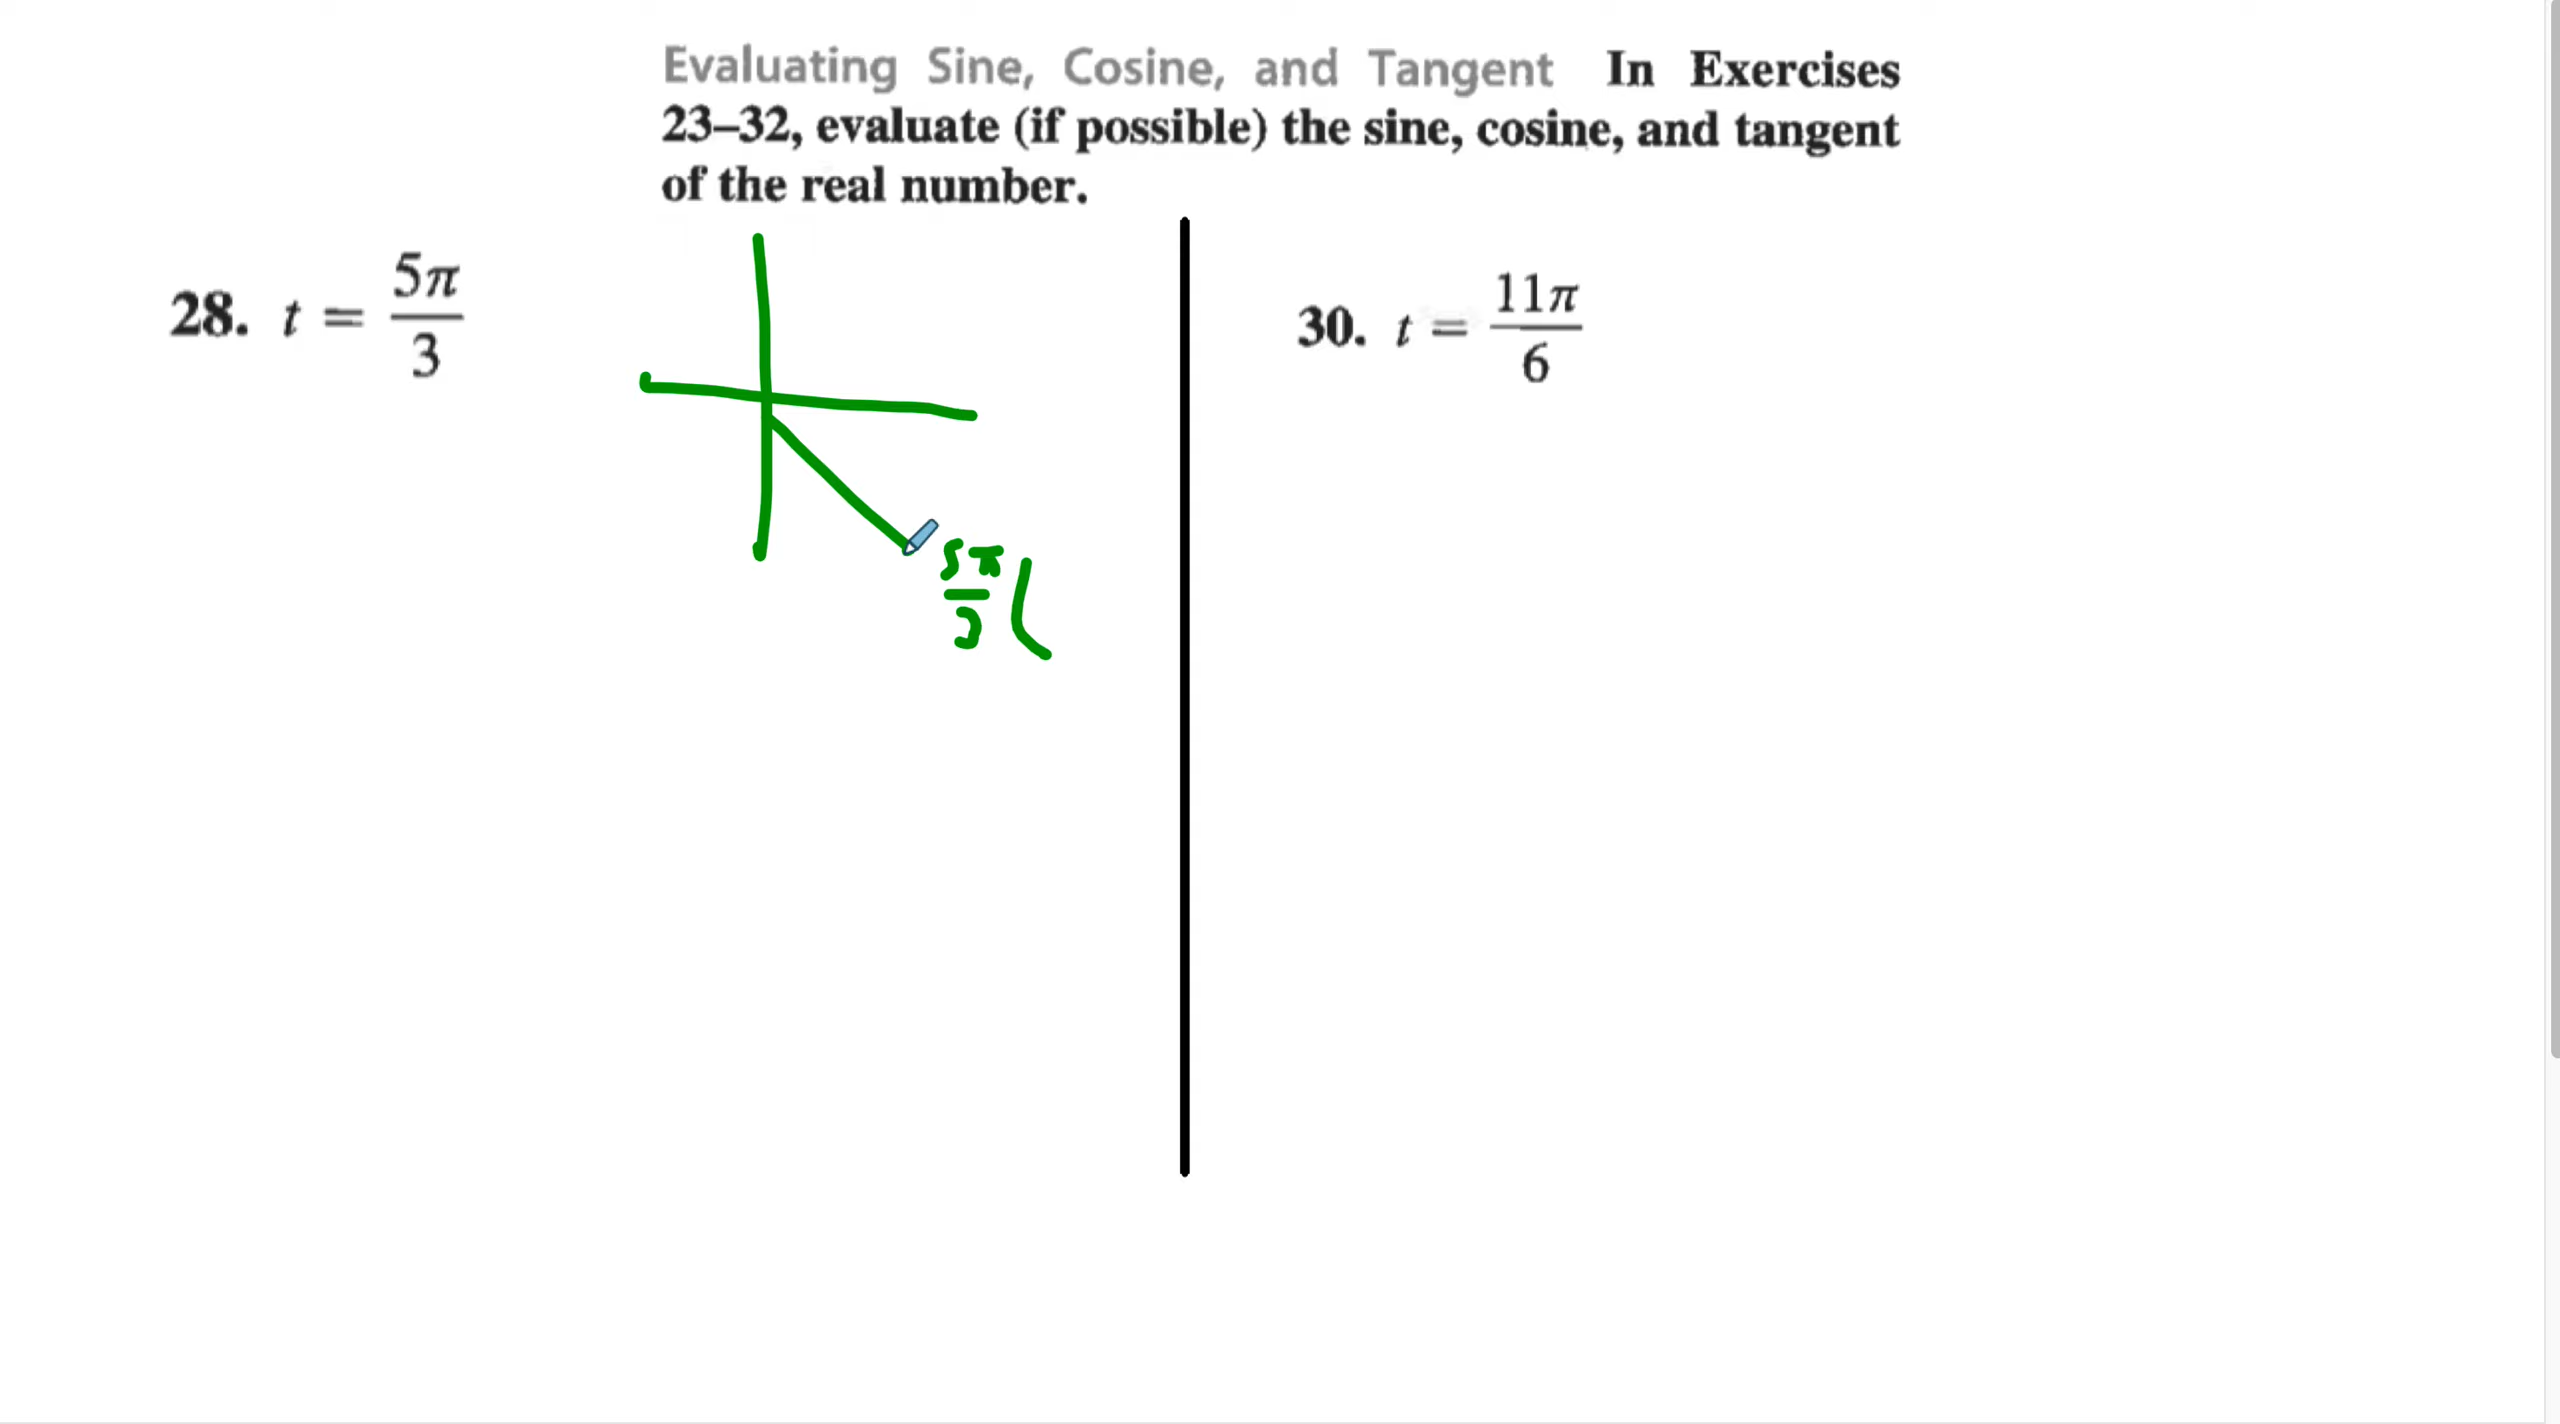 Evaluating Sine, Cosine, and Tangent In Exercises
23–32, evaluate (if possible) the sine, cosine, and tangent
of the real number.
28. t = 5π/3
30. t = 11π/6
5π/3 (